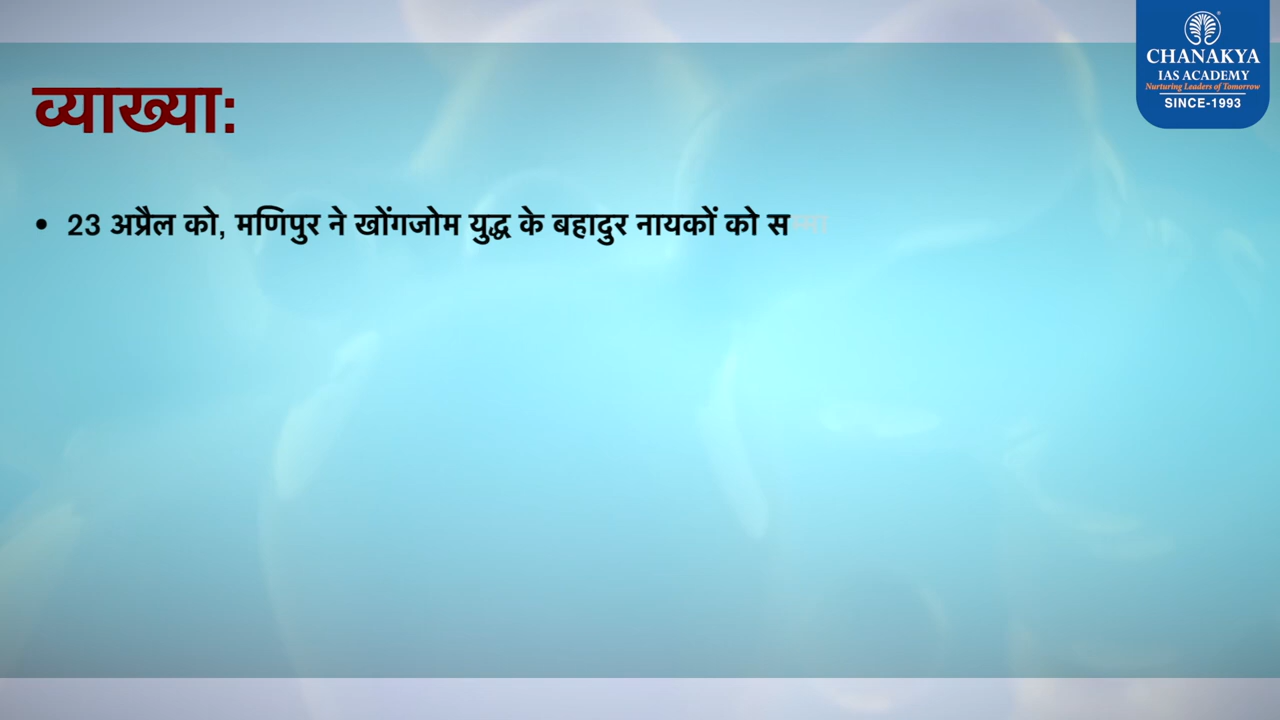 CHANAKYA
IAS ACADEMY
Nurturing Leaders of Tomorrow
SINCE-1993
व्याख्या:
• 23 अप्रैल को, मणिपुर ने खोंगजोम युद्ध के बहादुर नायकों को